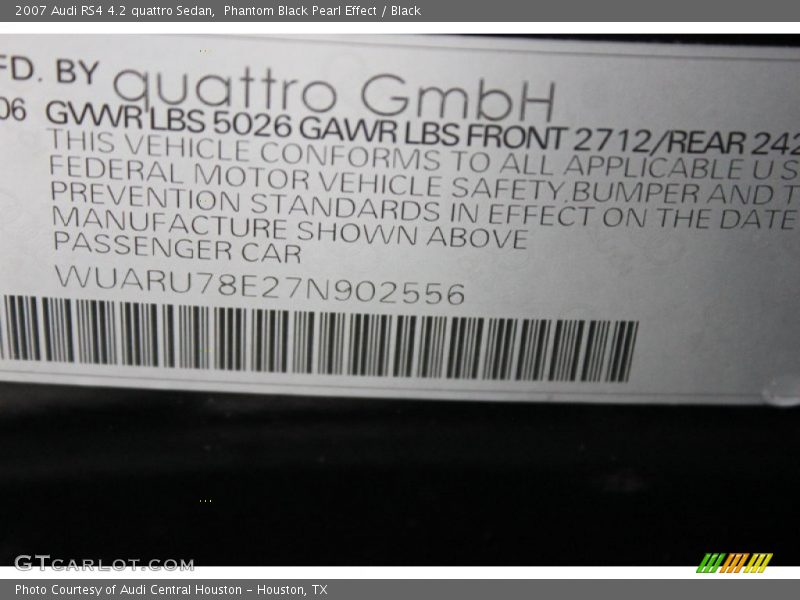 2007 Audi RS4 4.2 quattro Sedan,  Phantom Black Pearl Effect / Black
FD. BY quattro GmbH
06 GVWR LBS 5026 GAWR LBS FRONT 2712/REAR 242
THIS VEHICLE CONFORMS TO ALL APPLICABLE U S
FEDERAL MOTOR VEHICLE SAFETY,BUMPER AND T
PREVENTION STANDARDS IN EFFECT ON THE DATE
MANUFACTURE SHOWN ABOVE
PASSENGER CAR
WUARU78E27N902556
GTCARLOT.COM
Photo Courtesy of Audi Central Houston - Houston, TX